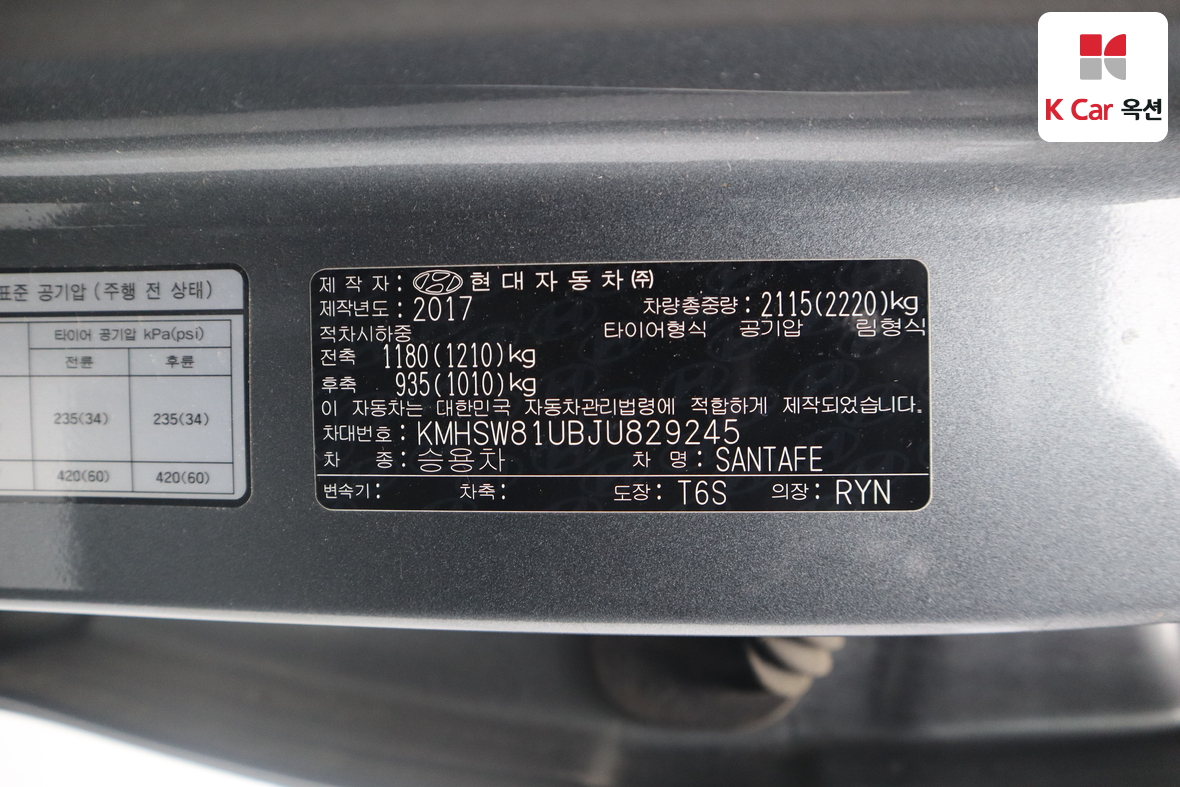 K Car 옥션
표준 공기압 (주행 전 상태)
타이어 공기압 kPa(psi)
전륜 후륜
235(34) 235(34)
420(60) 420(60)
제 작 자 : 현 대 자 동 차 ㈜
제작년도 : 2017 차량총중량 : 2115(2220)kg
적차시하중 타이어형식 공기압 림형식
전축 1180(1210)kg
후축 935(1010)kg
이 자동차는 대한민국 자동차관리법령에 적합하게 제작되었습니다.
차대번호 : KMHSW81UBJU829245
차 종 : 승용차 차 명 : SANTAFE
변속기 : 차축 : 도장 : T6S 의장 : RYN